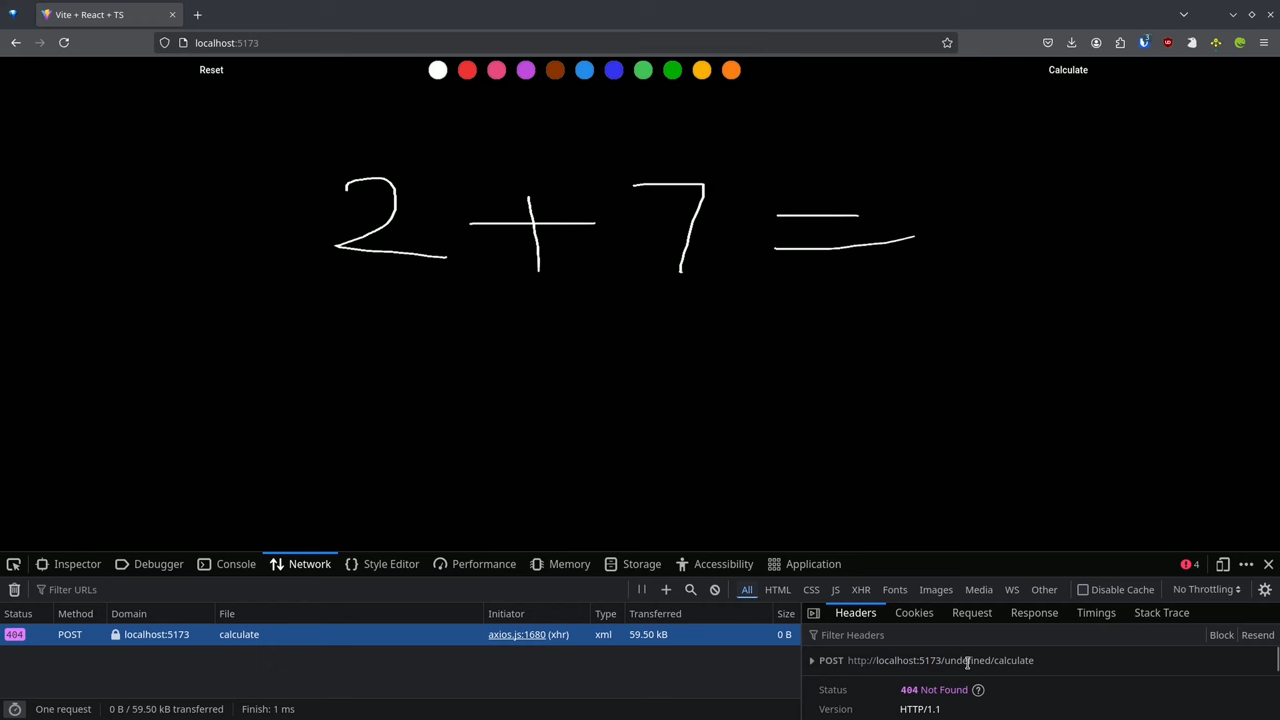 Vite + React + TS
localhost:5173
3
Reset
Calculate
2 + 7 =
Inspector Debugger Console Network Style Editor Performance Memory Storage Accessibility Application 4
Filter URLs All HTML CSS JS XHR Fonts Images Media WS Other Disable Cache No Throttling
Status Method Domain File Initiator Type Transferred Size
404 POST localhost:5173 calculate axios.js:1680 (xhr) xml 59.50 kB 0 B
Headers Cookies Request Response Timings Stack Trace
Filter Headers Block Resend
POST http://localhost:5173/undefined/calculate
Status 404 Not Found ?
Version HTTP/1.1
One request 0 B / 59.50 kB transferred Finish: 1 ms